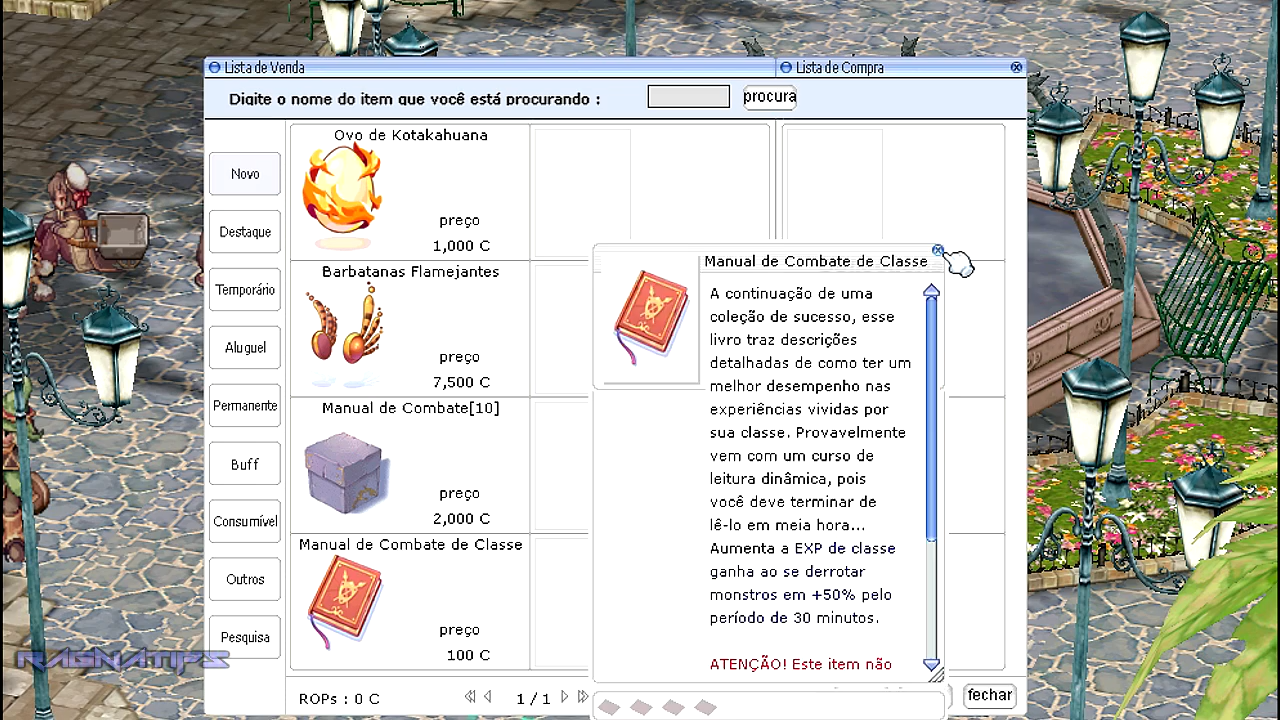 Lista de Venda
Lista de Compra
Digite o nome do item que você está procurando :
procura
Novo
Destaque
Temporário
Aluguel
Permanente
Buff
Consumível
Outros
Pesquisa
Ovo de Kotakahuana
preço
1,000 C
Barbatanas Flamejantes
preço
7,500 C
Manual de Combate[10]
preço
2,000 C
Manual de Combate de Classe
preço
100 C
Manual de Combate de Classe
A continuação de uma
coleção de sucesso, esse
livro traz descrições
detalhadas de como ter um
melhor desempenho nas
experiências vividas por
sua classe. Provavelmente
vem com um curso de
leitura dinâmica, pois
você deve terminar de
lê-lo em meia hora...
Aumenta a EXP de classe
ganha ao se derrotar
monstros em +50% pelo
período de 30 minutos.
ATENÇÃO! Este item não
RAGNATIPS
ROPs : 0 C
1 / 1
fechar